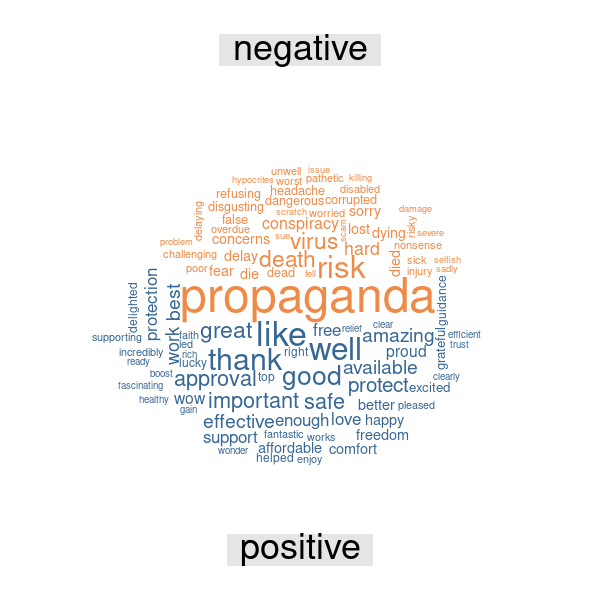 negative
unwell issue
hypocrites worst pathetic killing
refusing headache disabled
delaying disgusting dangerous corrupted
false scratch worried sorry damage
overdue conspiracy scam lost risky
problem concerns sue virus hard dying severe
challenging delay death died nonsense
poor fear die dead fell risk sick selfish
injury sadly
propaganda
delighted protection work best guidance
supporting faith great like free relief clear amazing grateful efficient
incredibly led thank right well proud trust
ready rich lucky
boost approval top good available clearly
fascinating protect excited
healthy wow important safe better pleased
gain effective enough love happy
support fantastic works freedom
wonder affordable comfort
helped enjoy
positive